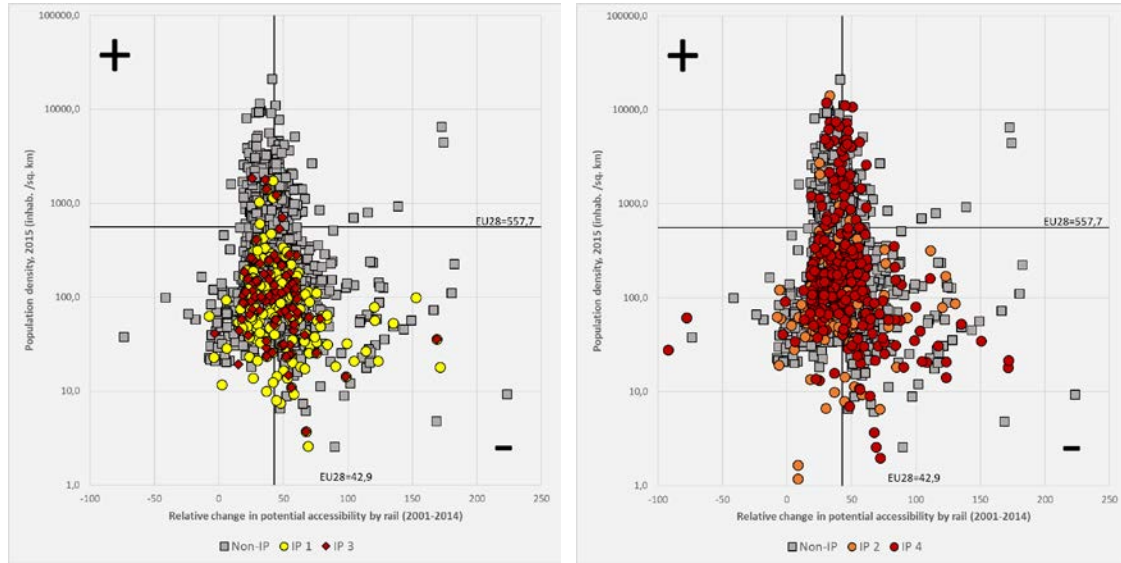 +
100000,0
10000,0
1000,0
100,0
10,0
1,0
Population density, 2015 (inhab. /sq. km)
EU28=557,7
EU28=42,9
−
-100 -50 0 50 100 150 200 250
Relative change in potential accessibility by rail (2001-2014)
Non-IP IP 1 IP 3
+
100000,0
10000,0
1000,0
100,0
10,0
1,0
Population density, 2015 (inhab. /sq. km)
EU28=557,7
EU28=42,9
−
-100 -50 0 50 100 150 200 250
Relative change in potential accessibility by rail (2001-2014)
Non-IP IP 2 IP 4